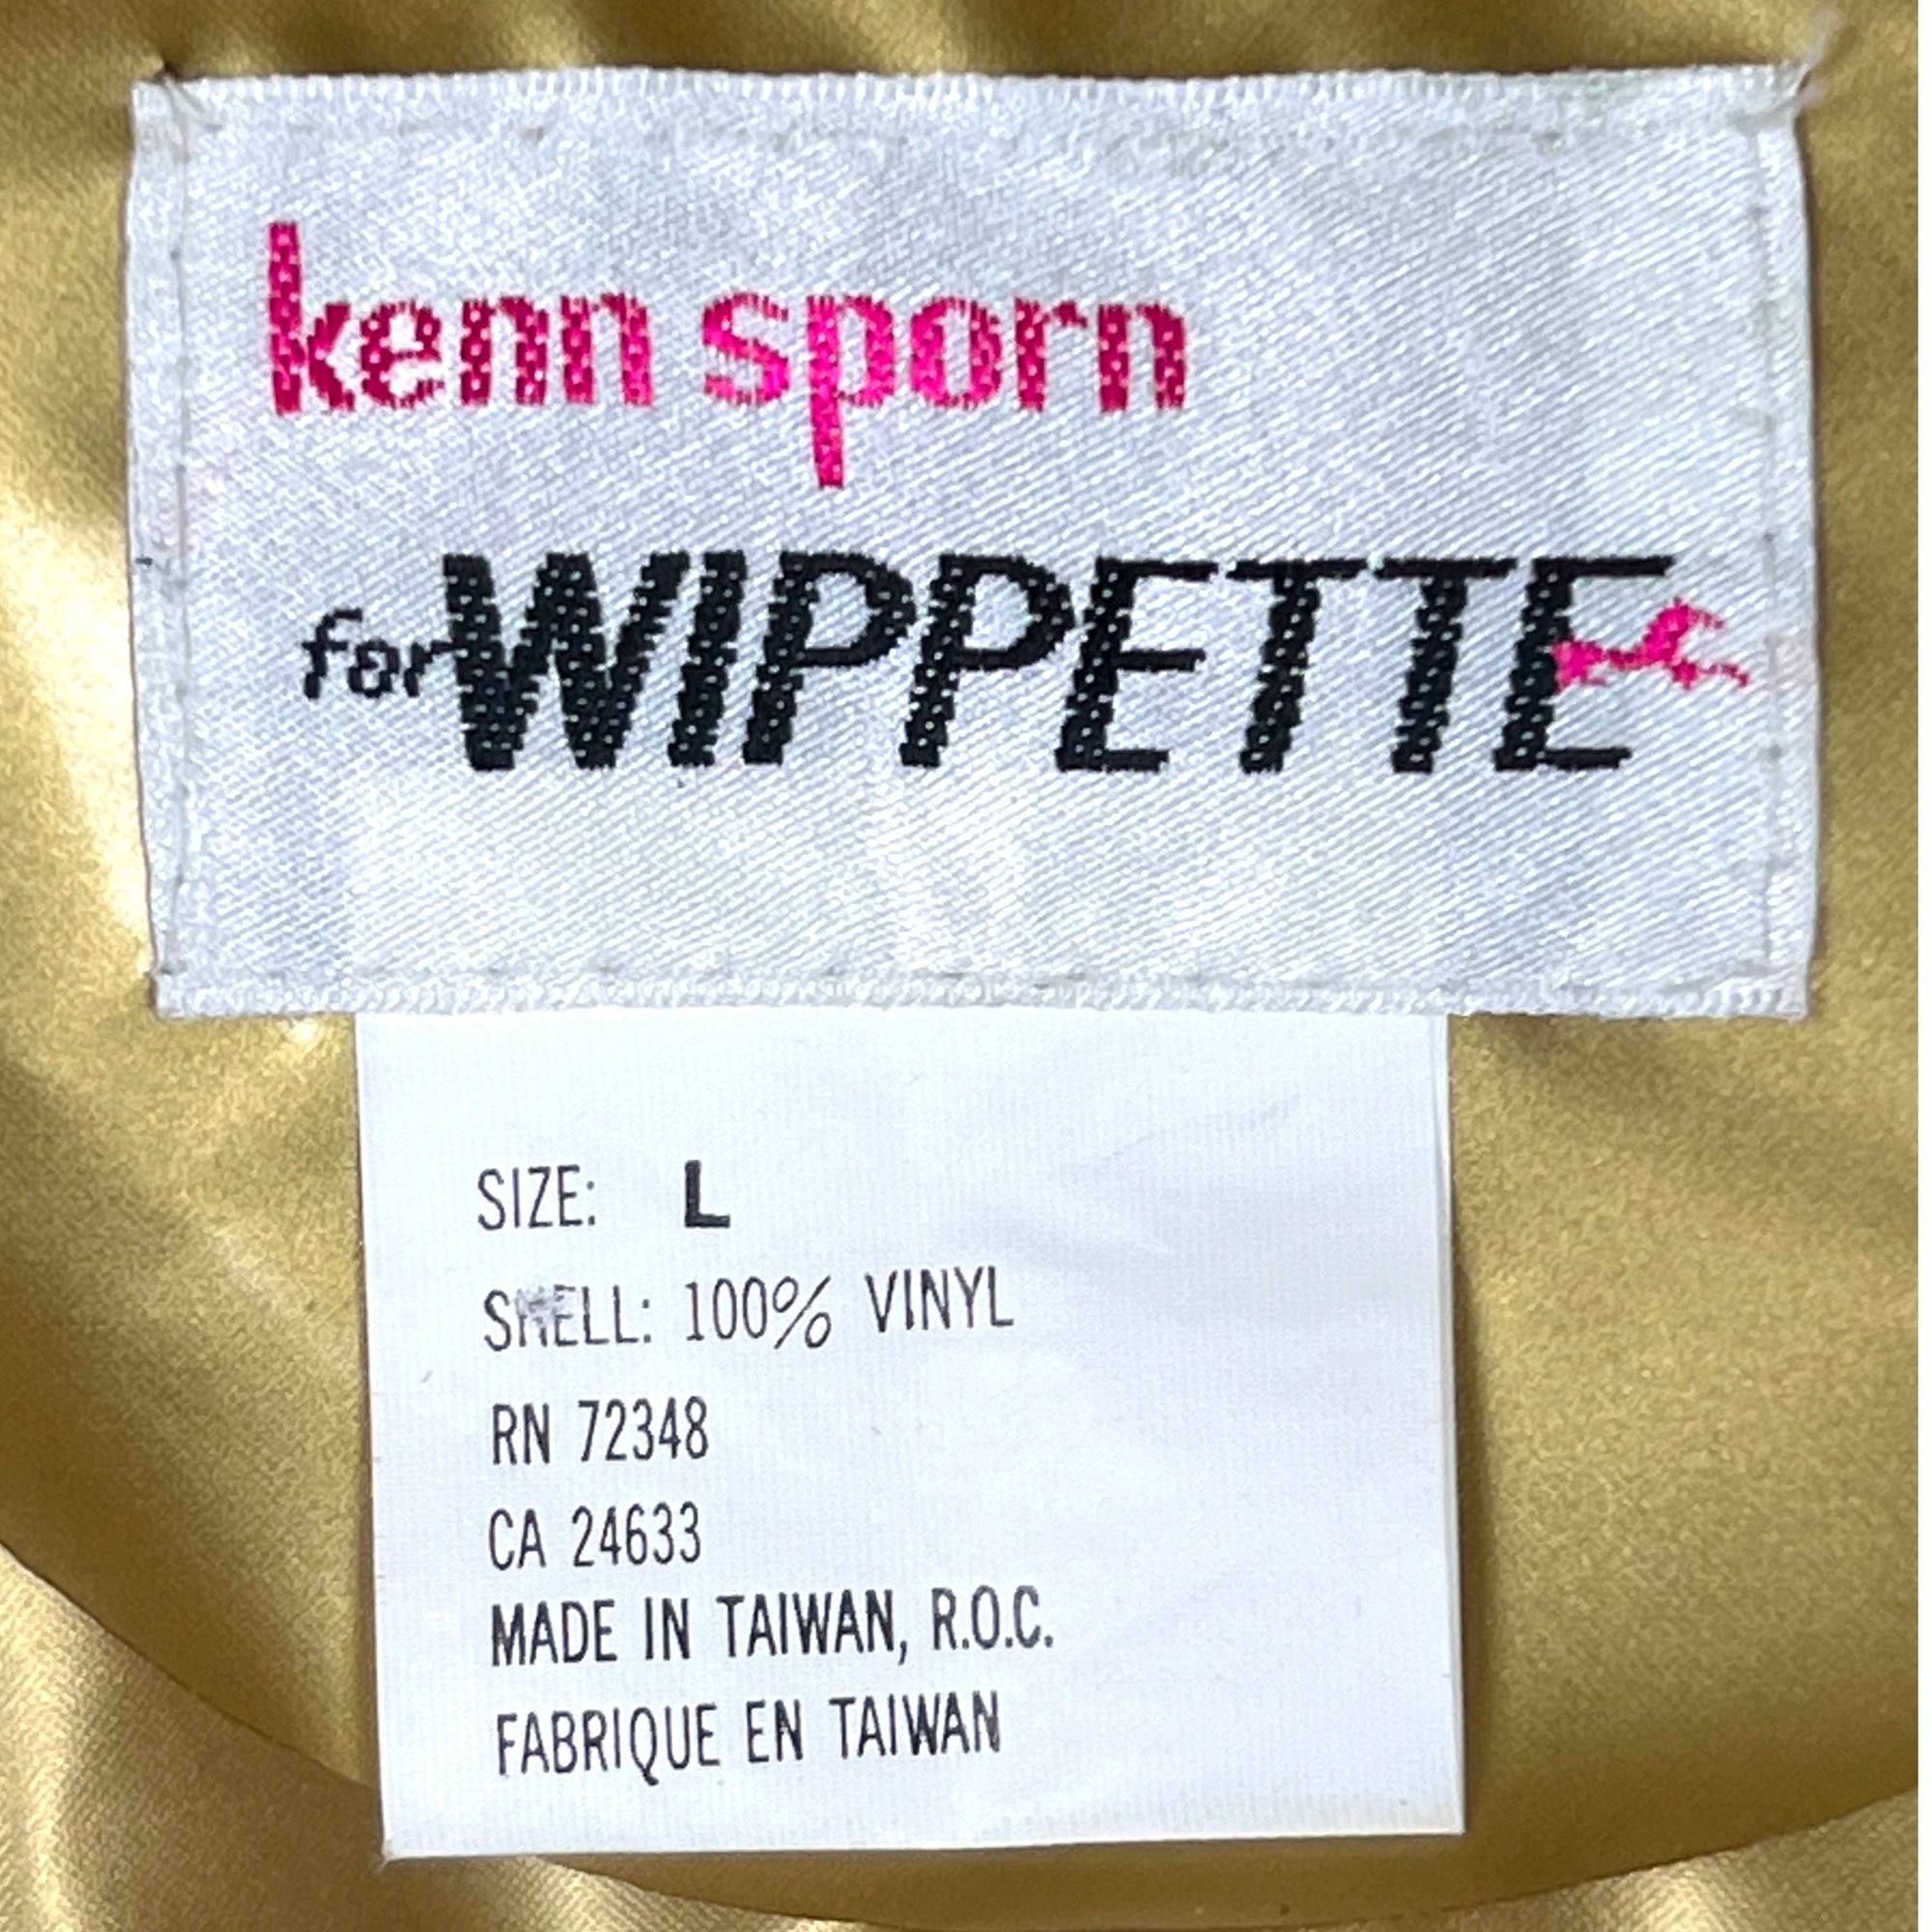 kenn sporn
for WIPPETTE
SIZE: L
SHELL: 100% VINYL
RN 72348
CA 24633
MADE IN TAIWAN, R.O.C.
FABRIQUE EN TAIWAN